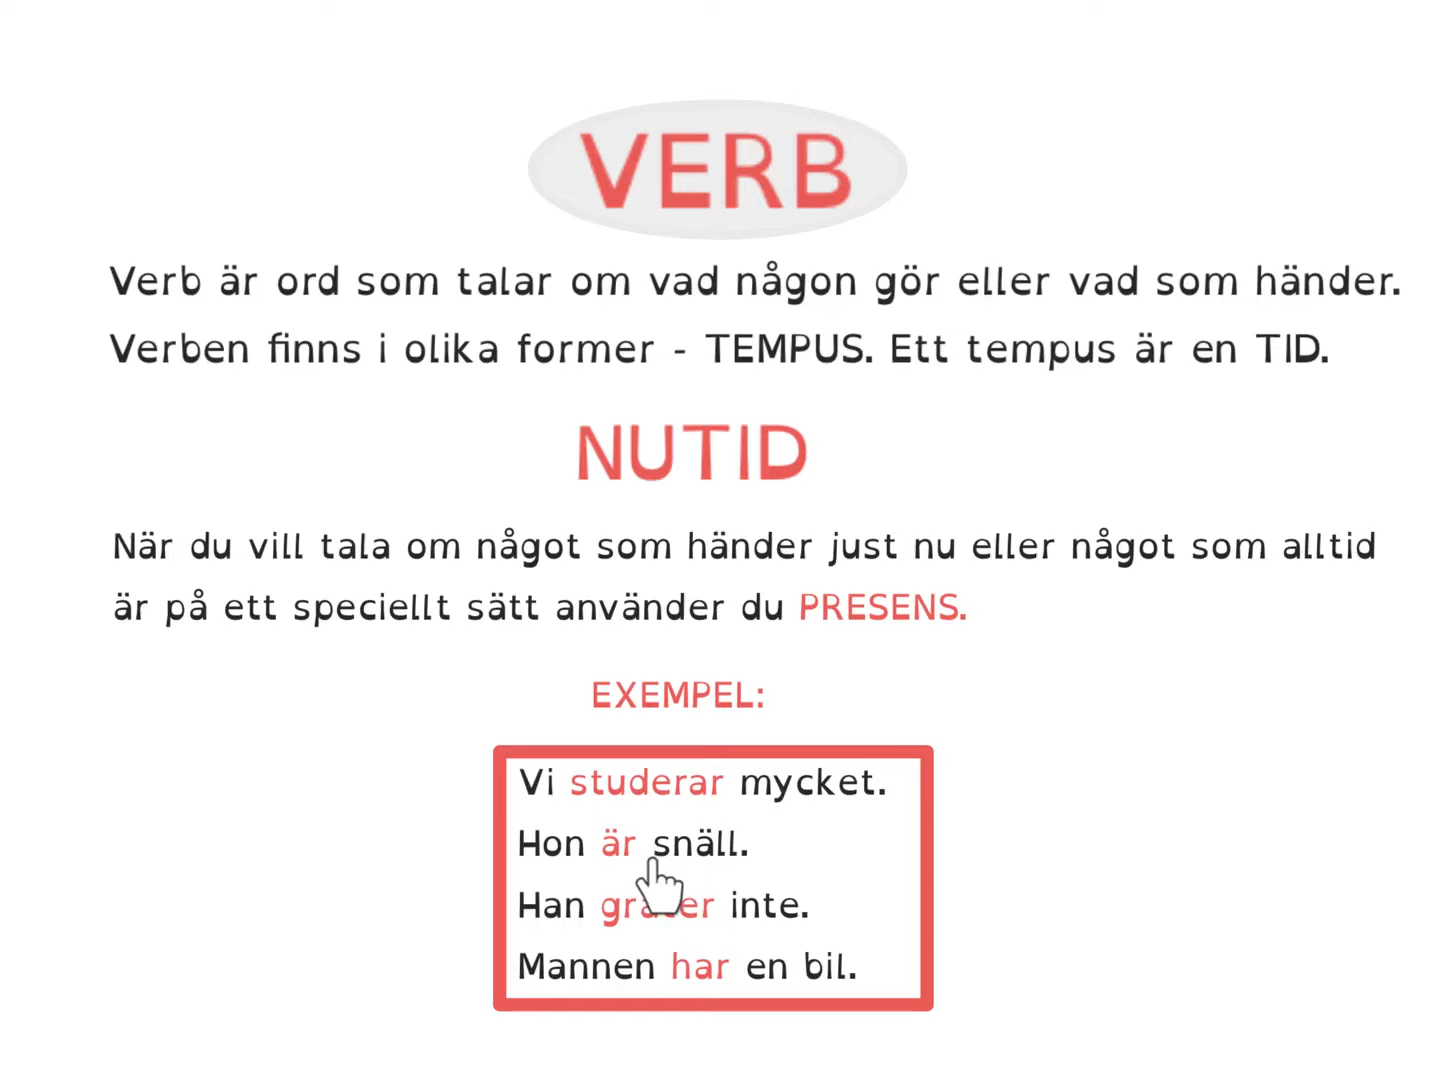 VERB
Verb är ord som talar om vad någon gör eller vad som händer.
Verben finns i olika former - TEMPUS. Ett tempus är en TID.
NUTID
När du vill tala om något som händer just nu eller något som alltid
är på ett speciellt sätt använder du PRESENS.
EXEMPEL:
Vi studerar mycket.
Hon är snäll.
Han inte.
Mannen har en bil.